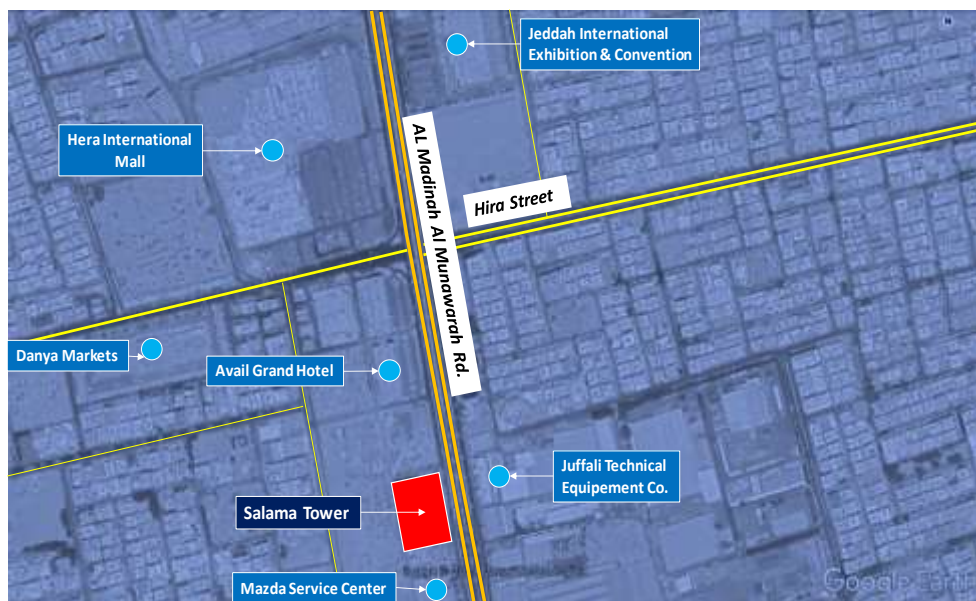 Jeddah International
Exhibition & Convention
Hera International
Mall
AL Madinah Al Munawarah Rd.
Hira Street
Danya Markets
Avail Grand Hotel
Juffali Technical
Equipement Co.
Salama Tower
Mazda Service Center
Google Earth